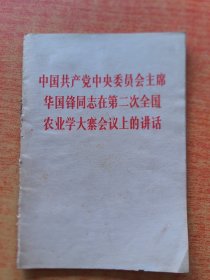 中国共产党中央委员会主席
华国锋同志在第二次全国
农业学大寨会议上的讲话